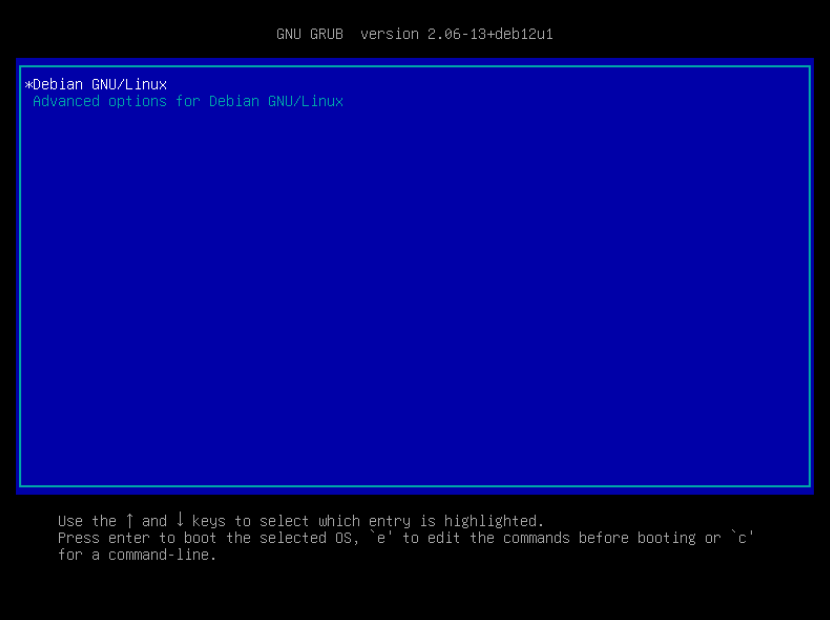 GNU GRUB  version 2.06-13+deb12u1
*Debian GNU/Linux
Advanced options for Debian GNU/Linux
Use the ↑ and ↓ keys to select which entry is highlighted.
Press enter to boot the selected OS, `e' to edit the commands before booting or `c'
for a command-line.